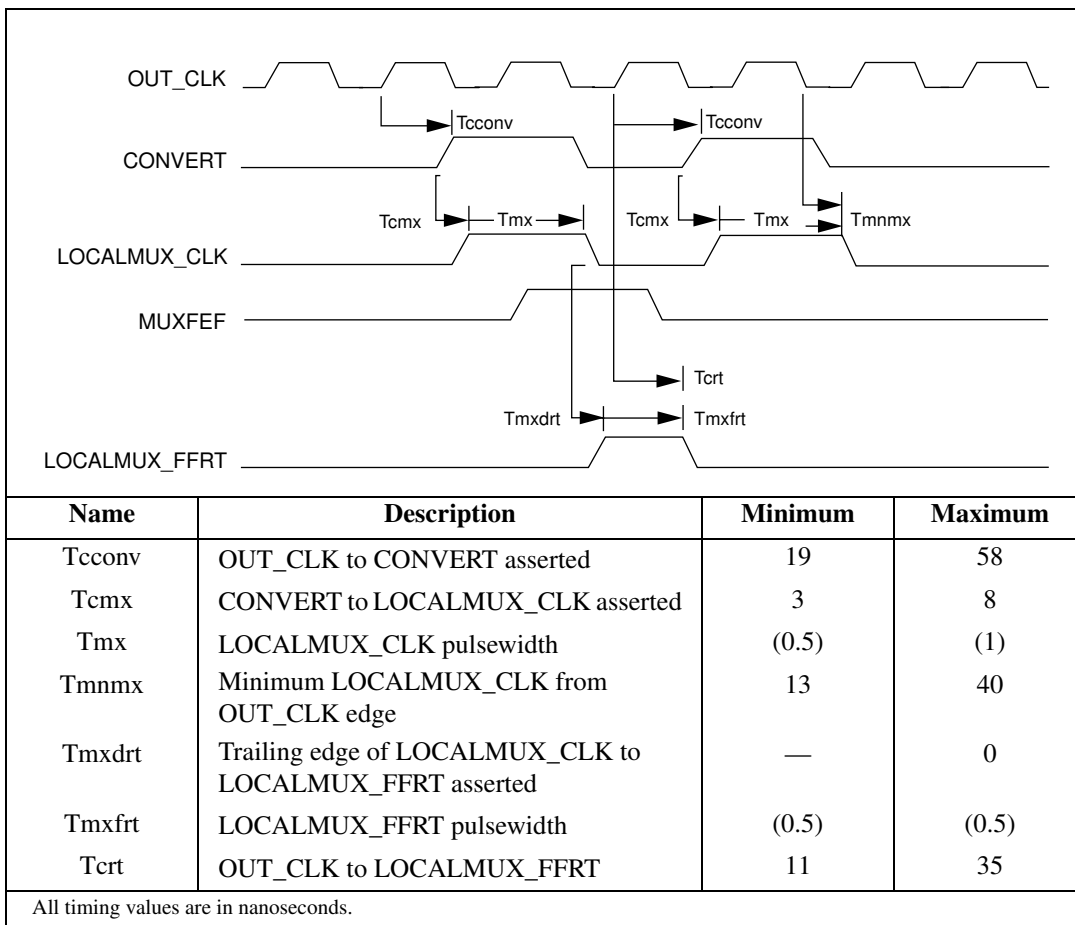 OUT_CLK
Tcconv Tcconv
CONVERT
Tcmx Tmx Tcmx Tmx Tmnmx
LOCALMUX_CLK
MUXFEF
Tcrt
Tmxdrt Tmxfrt
LOCALMUX_FFRT
Name Description Minimum Maximum
Tcconv OUT_CLK to CONVERT asserted 19 58
Tcmx CONVERT to LOCALMUX_CLK asserted 3 8
Tmx LOCALMUX_CLK pulsewidth (0.5) (1)
Tmnmx Minimum LOCALMUX_CLK from 13 40
OUT_CLK edge
Tmxdrt Trailing edge of LOCALMUX_CLK to — 0
LOCALMUX_FFRT asserted
Tmxfrt LOCALMUX_FFRT pulsewidth (0.5) (0.5)
Tcrt OUT_CLK to LOCALMUX_FFRT 11 35
All timing values are in nanoseconds.